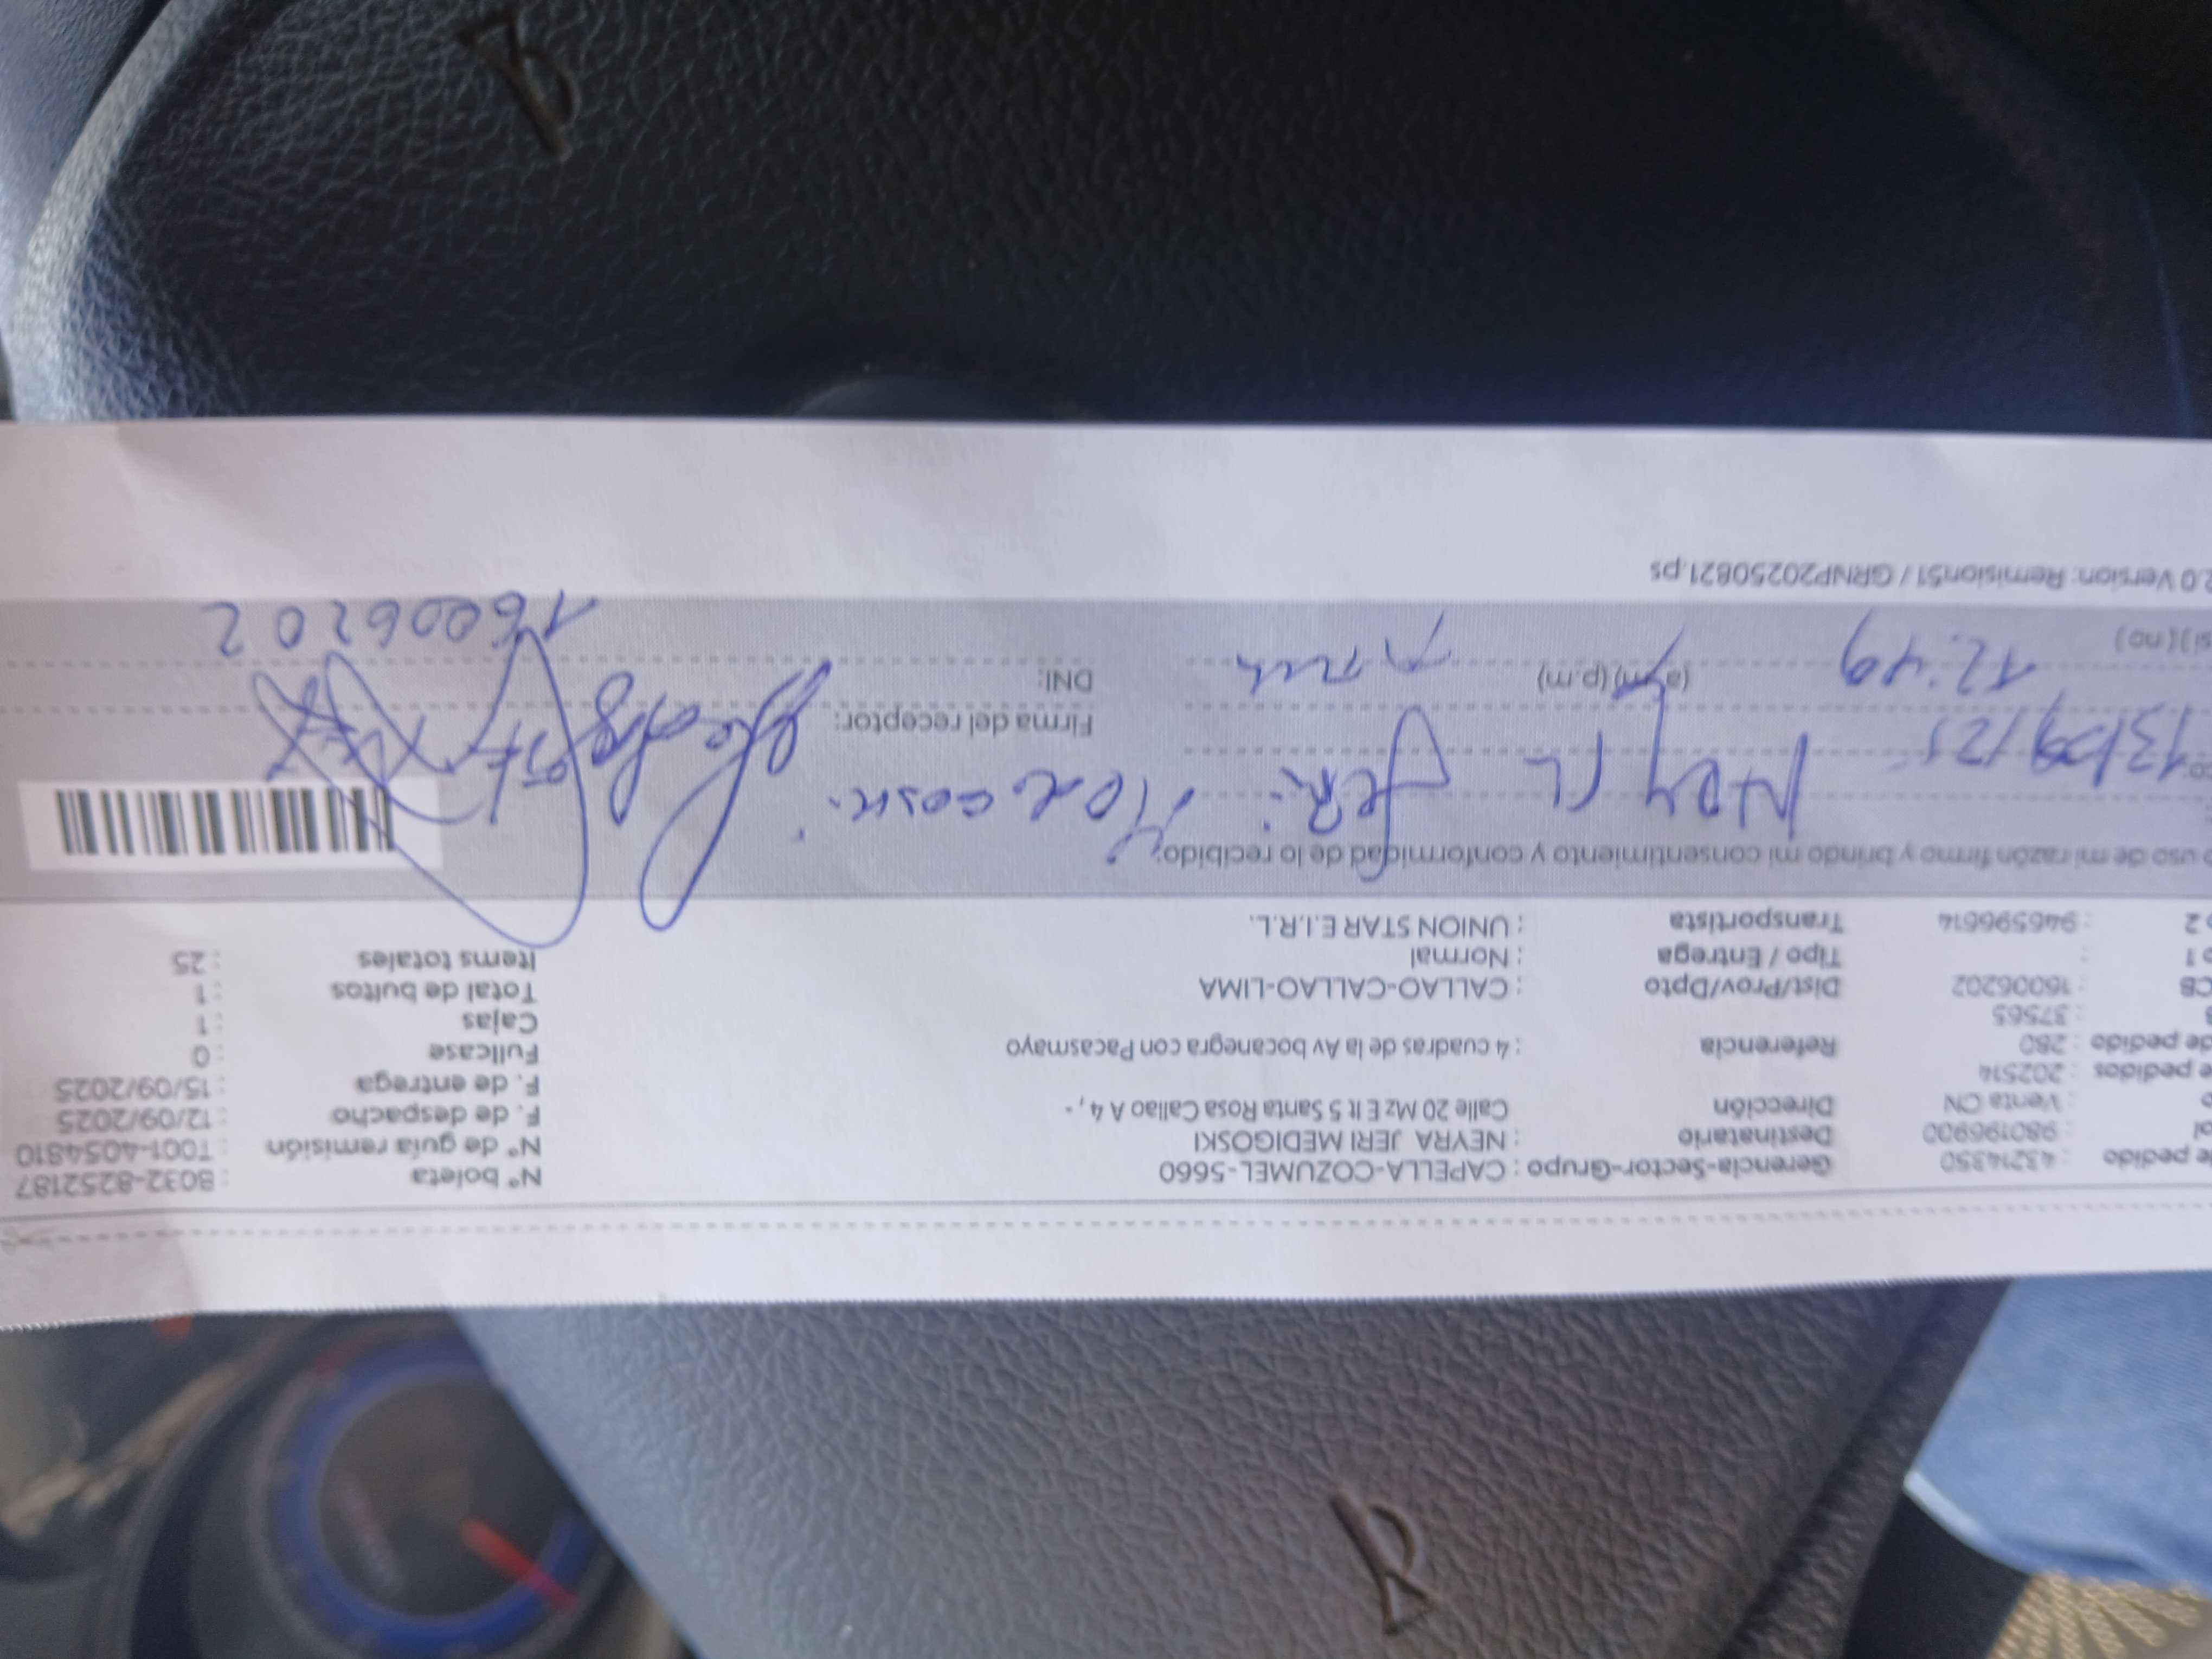 de pedido : 43214350 Gerencia-Sector-Grupo : CAPELLA-COZUMEL-5660 N° boleta : B032-8252187
: 980196900 Destinatario : NEYRA JERI MEDIGOSKI N° de guía remisión : T001-4054810
: Venta CN Dirección Calle 20 Mz E lt 5 Santa Rosa Callao A 4 , - F. de despacho : 12/09/2025
e pedidos : 202514 F. de entrega : 15/09/2025
de pedido : 280 Referencia : 4 cuadras de la Av bocanegra con Pacasmayo Fullcase : 0
: 37565 Cajas : 1
CB : 16006202 Dist/Prov/Dpto : CALLAO-CALLAO-LIMA Total de bultos : 1
o 1 : Tipo / Entrega : Normal Items totales : 25
o 2 : 946596614 Transportista : UNION STAR E.I.R.L.
o uso de mi razón firmo y brindo mi consentimiento y conformidad de lo recibido:
13/09/25 Jeri Firma del receptor:
12:49 (a.m) (p.m) DNI: 16006202
si ) ( no )
2.0 Version: Remision51 / GRNP20250821.ps